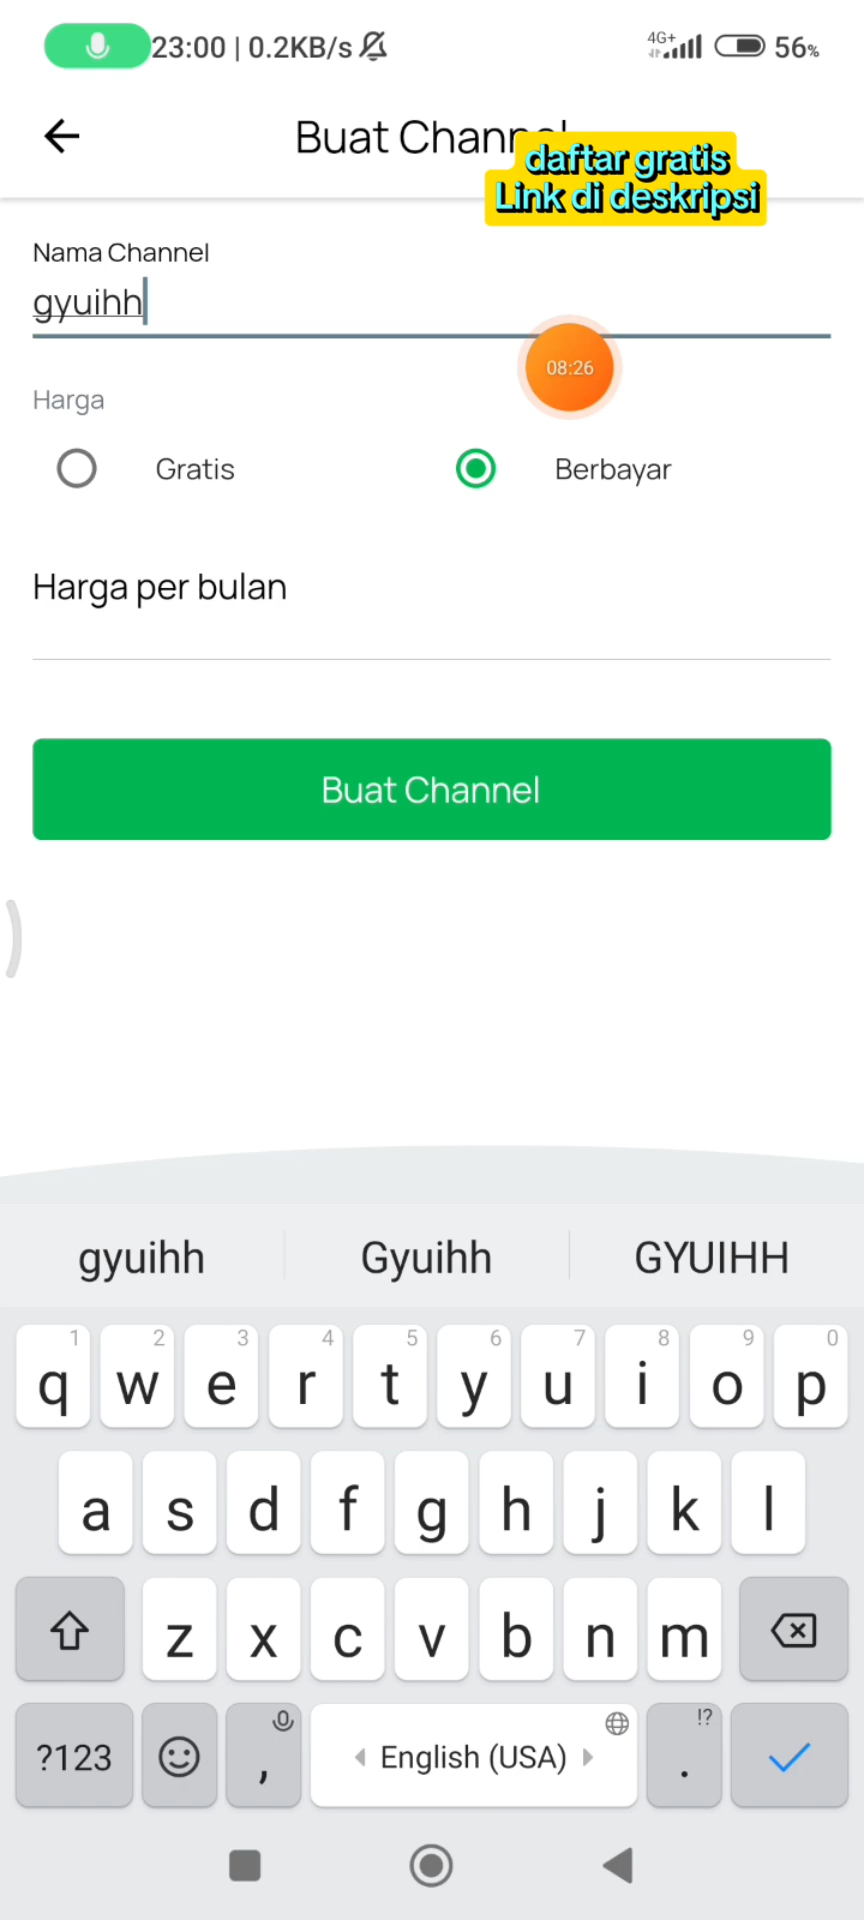 23:00 | 0.2KB/s 4G+ 56%
Buat Channel
daftar gratis
Link di deskripsi
Nama Channel
gyuihh
08:26
Harga
Gratis Berbayar
Harga per bulan
Buat Channel
gyuihh Gyuihh GYUIHH
1 2 3 4 5 6 7 8 9 0
q w e r t y u i o p
a s d f g h j k l
z x c v b n m
!?
?123 , English (USA) .